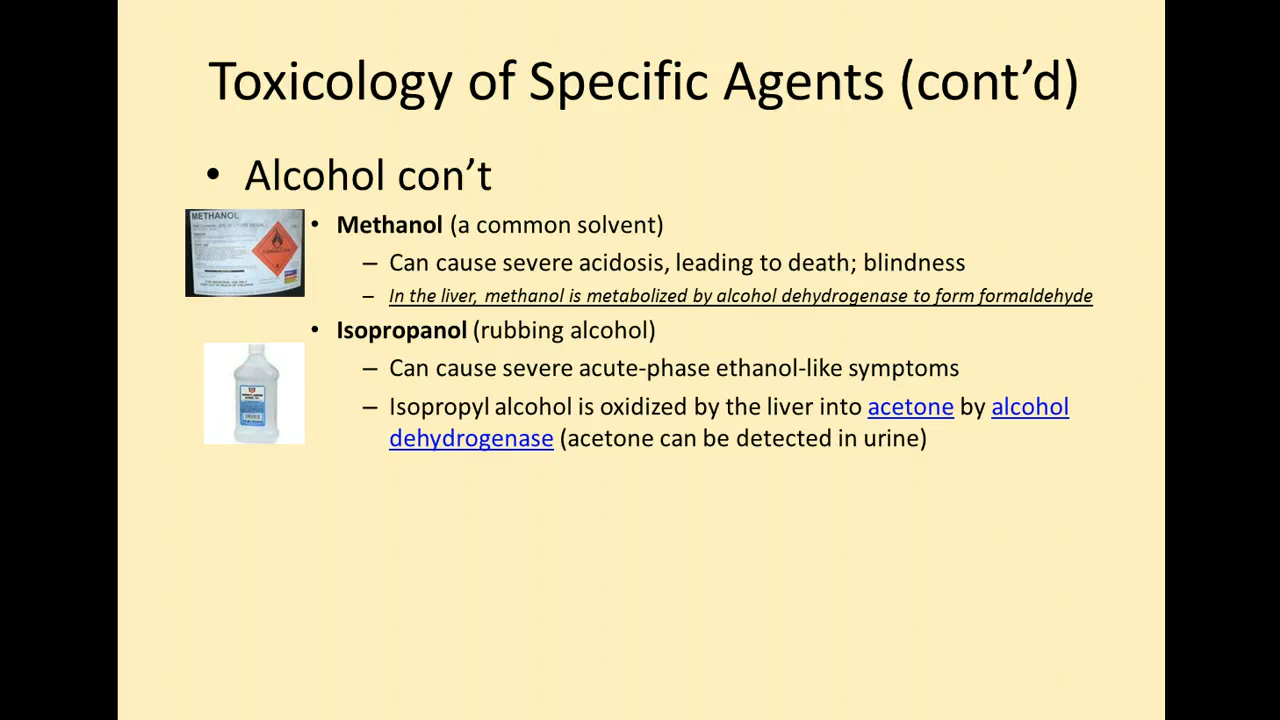 Toxicology of Specific Agents (cont’d)
• Alcohol con’t
METHANOL
• Methanol (a common solvent)
– Can cause severe acidosis, leading to death; blindness
– In the liver, methanol is metabolized by alcohol dehydrogenase to form formaldehyde
• Isopropanol (rubbing alcohol)
– Can cause severe acute-phase ethanol-like symptoms
– Isopropyl alcohol is oxidized by the liver into acetone by alcohol
dehydrogenase (acetone can be detected in urine)